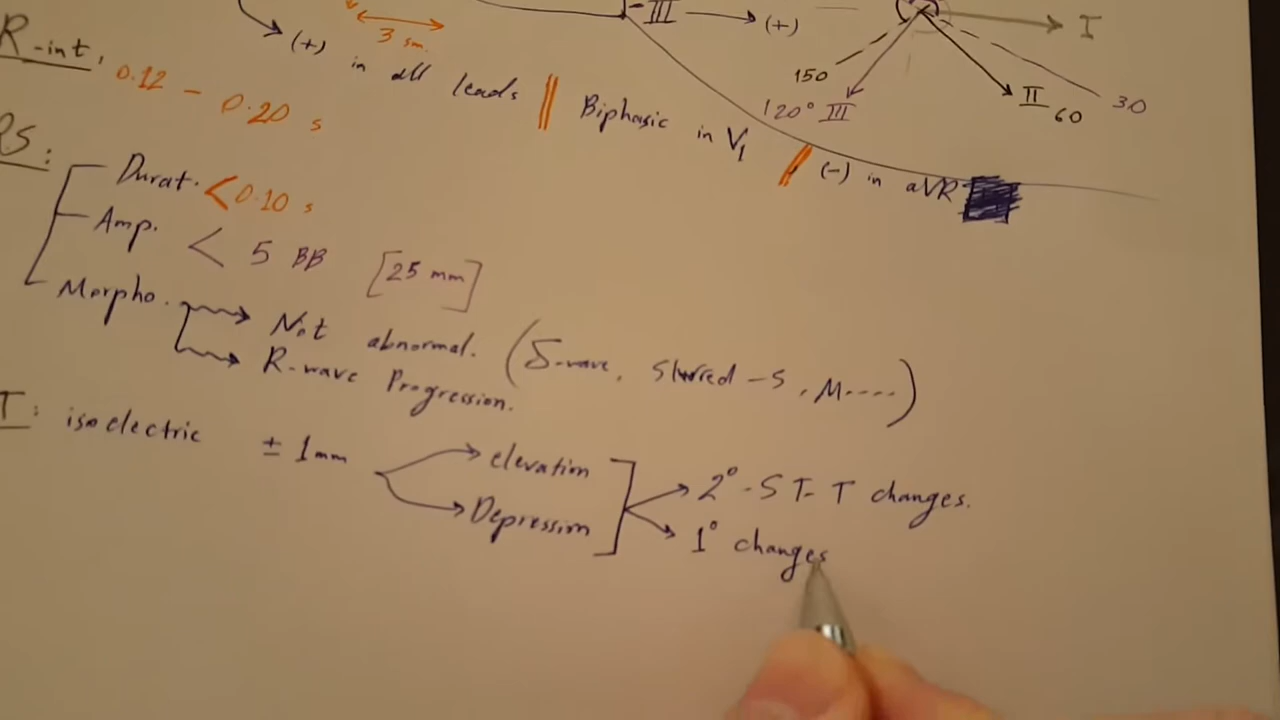 -III → (+)
I
3 sm.
(+) in all leads || Biphasic in V1 // (-) in aVR
150
120° III
II 60
30
R-int, 0.12 - 0.20 s
RS:
Durat. < 0.10 s
Amp. < 5 BB [25 mm]
Morpho. → Not abnormal. (δ-wave, slurred-S, M.....)
→ R-wave Progression.
T: isoelectric ± 1mm → elevation → 2°-ST-T changes.
→ Depression → 1° changes